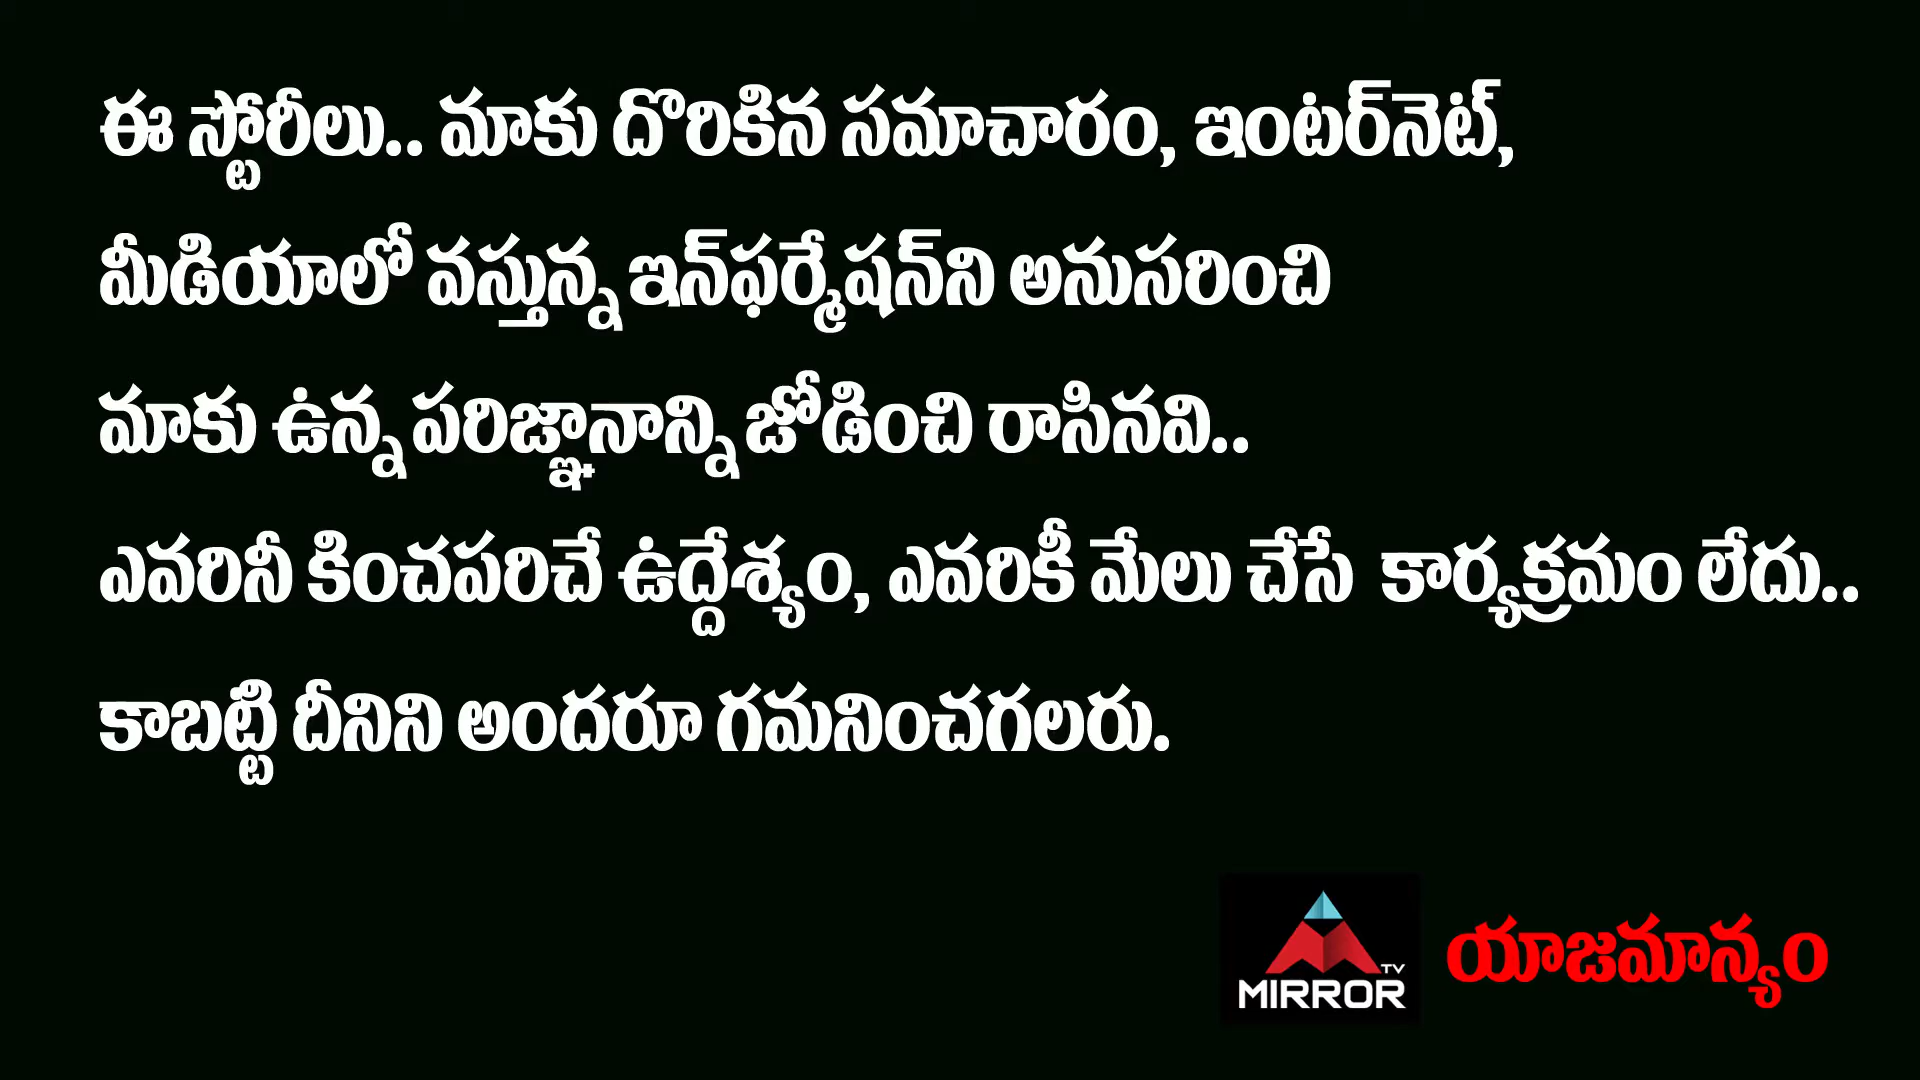 ఈ స్టోరీలు.. మాకు దొరికిన సమాచారం, ఇంటర్‌నెట్,
మీడియాలో వస్తున్న ఇన్‌ఫర్మేషన్‌ని అనుసరించి
మాకు ఉన్న పరిజ్ఞానాన్ని జోడించి రాసినవి..
ఎవరినీ కించపరిచే ఉద్దేశ్యం, ఎవరికీ మేలు చేసే కార్యక్రమం లేదు..
కాబట్టి దీనిని అందరూ గమనించగలరు.
TV
MIRROR
యాజమాన్యం